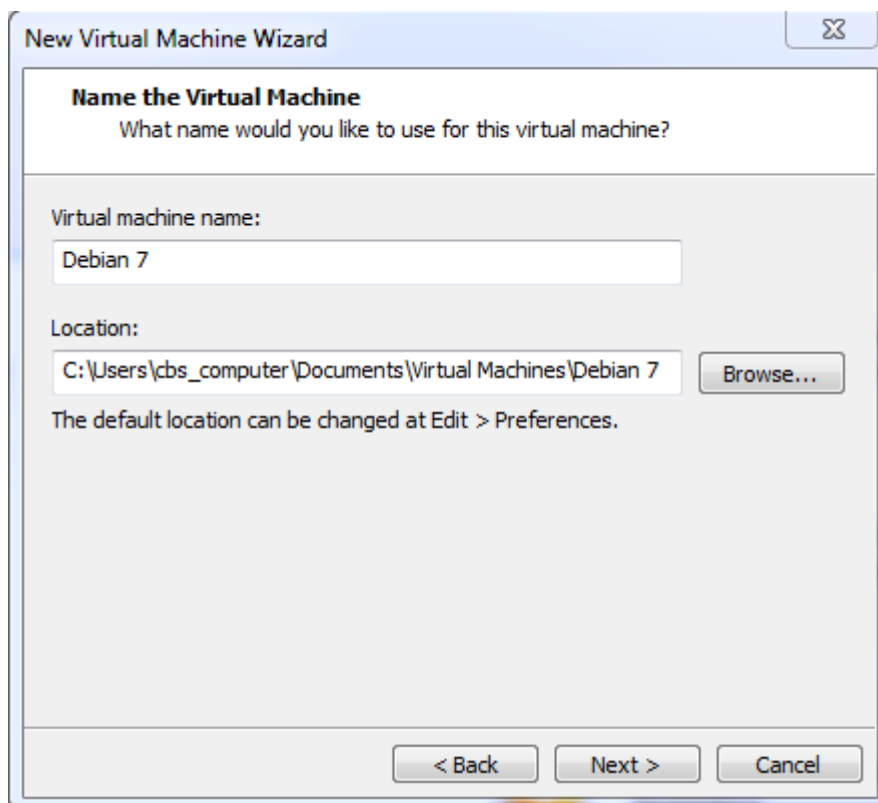 New Virtual Machine Wizard
Name the Virtual Machine
What name would you like to use for this virtual machine?
Virtual machine name:
Debian 7
Location:
C:\Users\cbs_computer\Documents\Virtual Machines\Debian 7
Browse...
The default location can be changed at Edit > Preferences.
< Back
Next >
Cancel